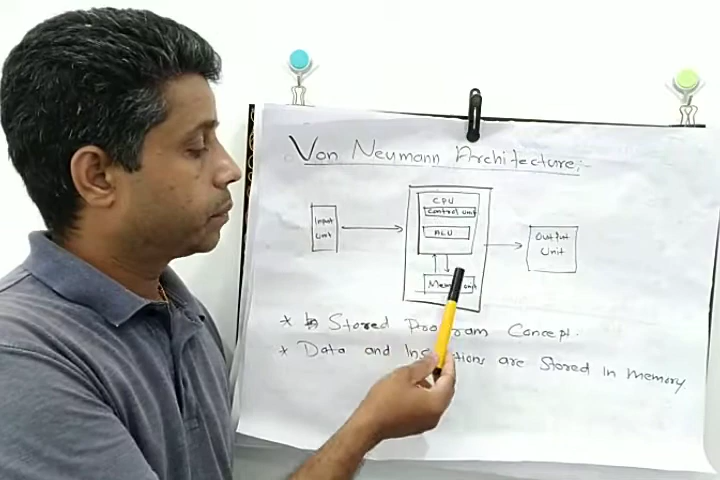 Von Neumann Architecture:-
CPU
Control Unit
Input
Unit
ALU
Output
Unit
* Stored Program Concept.
* Data and are Stored in memory